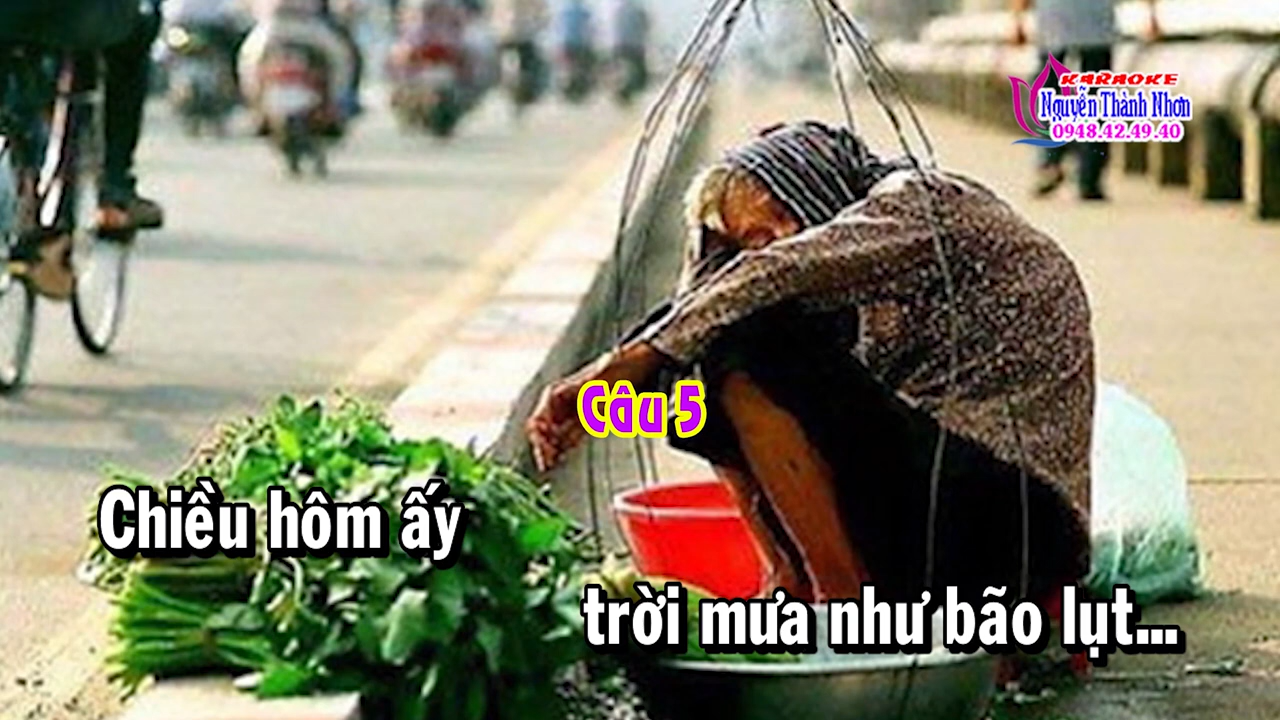 KARAOKE
Nguyễn Thành Nhơn
0948.42.49.40
Câu 5
Chiều hôm ấy
trời mưa như bão lụt...